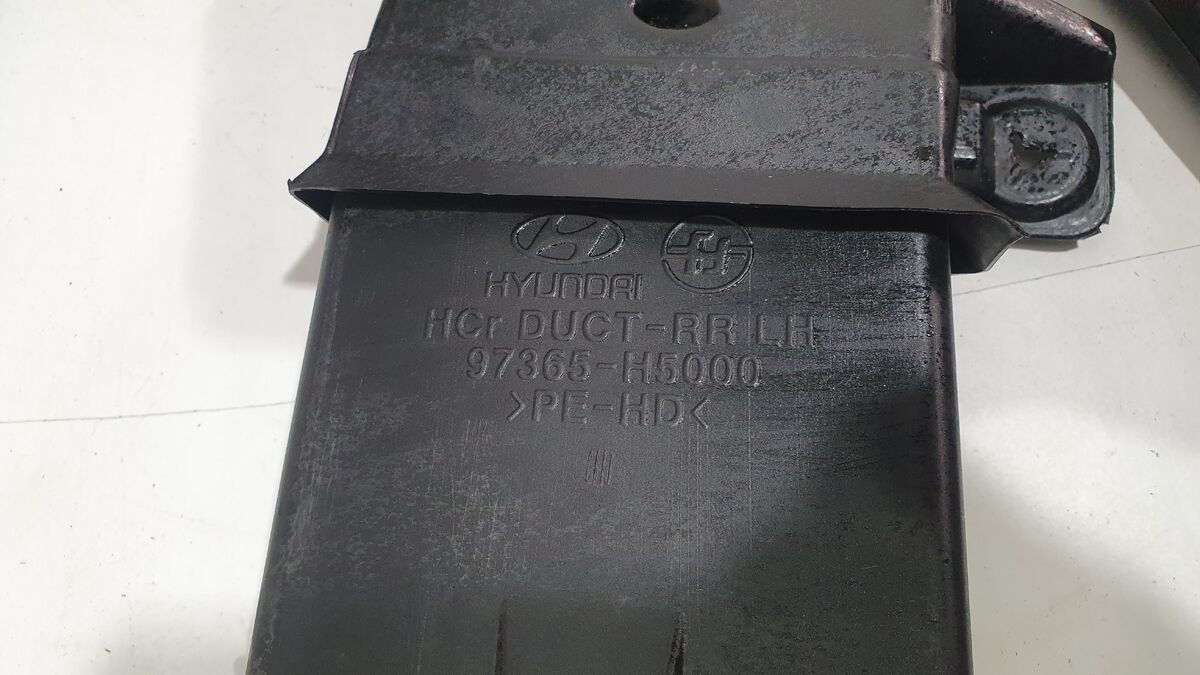 HYUNDAI
HCr DUCT-RR LH
97365-H5000
>PE-HD<